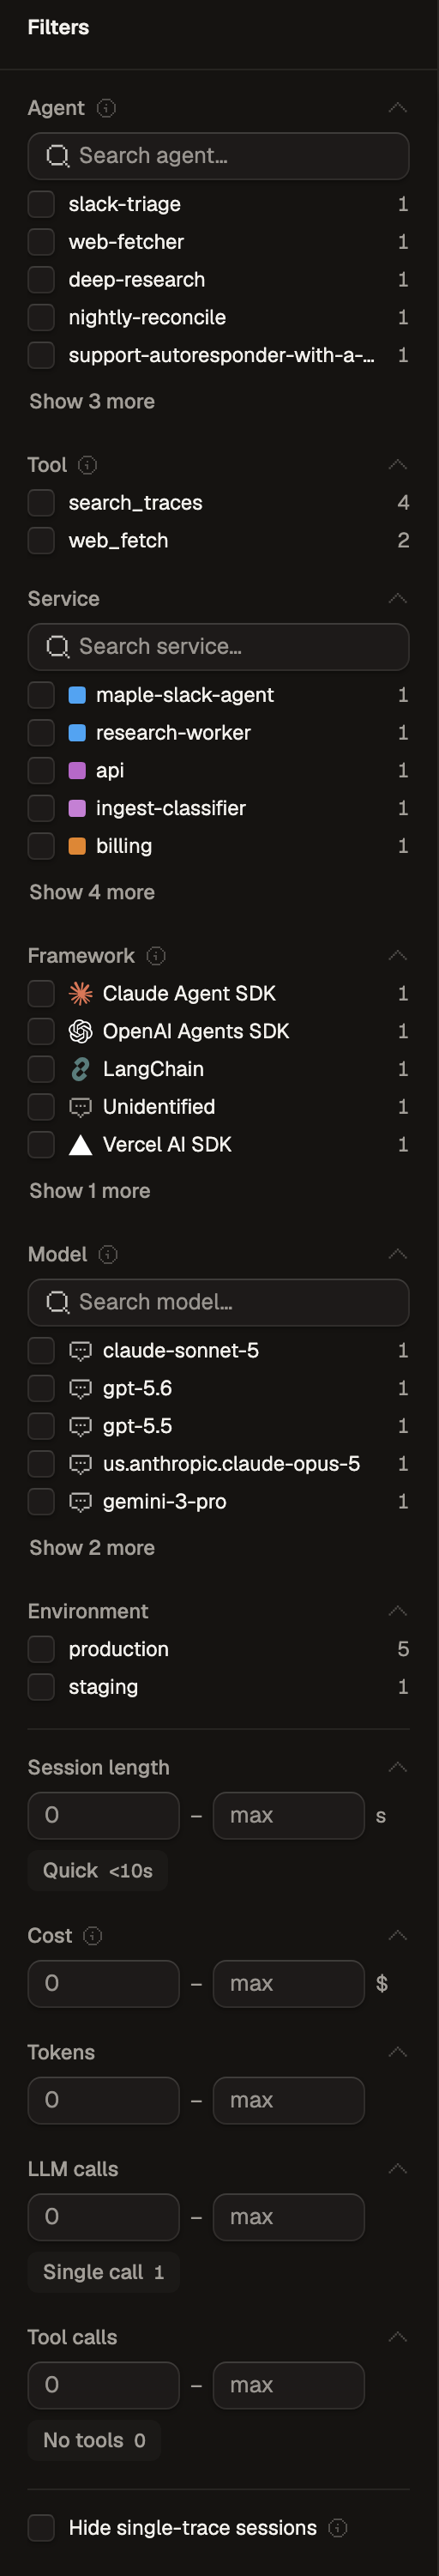 Filters
Agent
Search agent...
slack-triage 1
web-fetcher 1
deep-research 1
nightly-reconcile 1
support-autoresponder-with-a-... 1
Show 3 more
Tool
search_traces 4
web_fetch 2
Service
Search service...
maple-slack-agent 1
research-worker 1
api 1
ingest-classifier 1
billing 1
Show 4 more
Framework
Claude Agent SDK 1
OpenAI Agents SDK 1
LangChain 1
Unidentified 1
Vercel AI SDK 1
Show 1 more
Model
Search model...
claude-sonnet-5 1
gpt-5.6 1
gpt-5.5 1
us.anthropic.claude-opus-5 1
gemini-3-pro 1
Show 2 more
Environment
production 5
staging 1
Session length
0 – max s
Quick <10s
Cost
0 – max $
Tokens
0 – max
LLM calls
0 – max
Single call 1
Tool calls
0 – max
No tools 0
Hide single-trace sessions